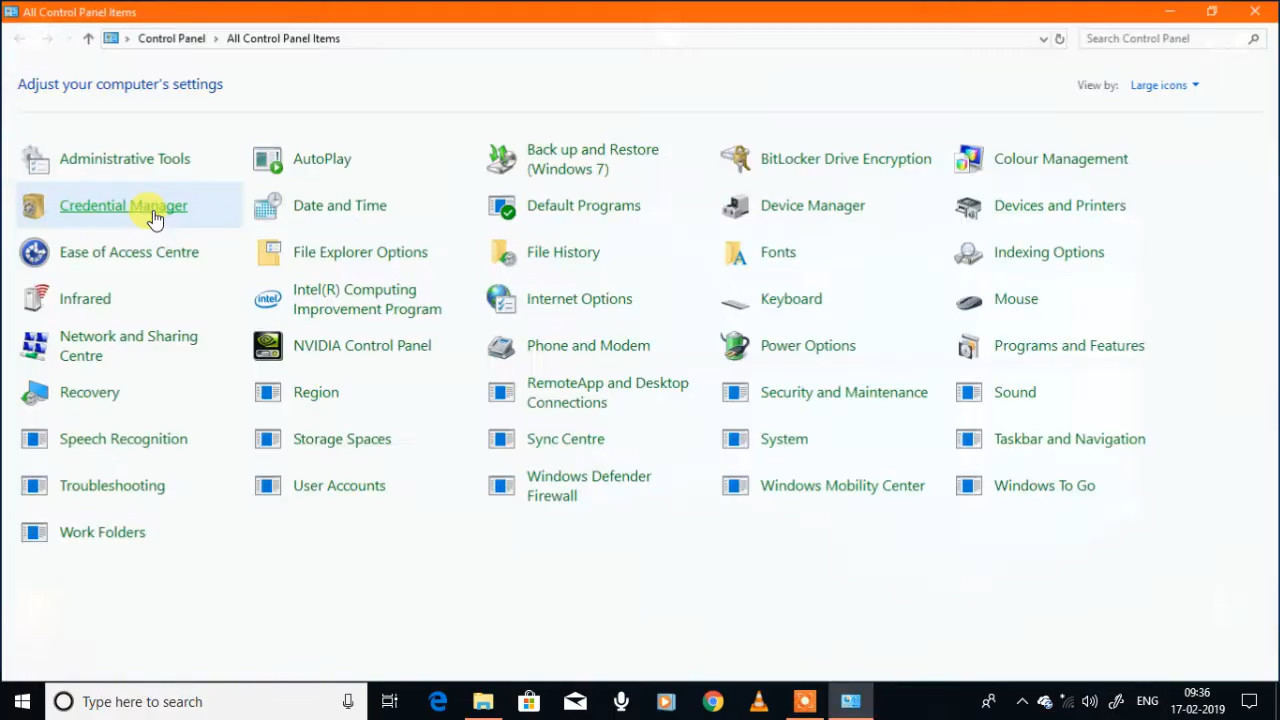 All Control Panel Items
Control Panel > All Control Panel Items
Search Control Panel
Adjust your computer's settings
View by: Large icons
Administrative Tools
AutoPlay
Back up and Restore
(Windows 7)
BitLocker Drive Encryption
Colour Management
Credential Manager
Date and Time
Default Programs
Device Manager
Devices and Printers
Ease of Access Centre
File Explorer Options
File History
Fonts
Indexing Options
Infrared
intel
Intel(R) Computing
Improvement Program
Internet Options
Keyboard
Mouse
Network and Sharing
Centre
NVIDIA Control Panel
Phone and Modem
Power Options
Programs and Features
Recovery
Region
RemoteApp and Desktop
Connections
Security and Maintenance
Sound
Speech Recognition
Storage Spaces
Sync Centre
System
Taskbar and Navigation
Troubleshooting
User Accounts
Windows Defender
Firewall
Windows Mobility Center
Windows To Go
Work Folders
Type here to search
ENG
09:36
17-02-2019